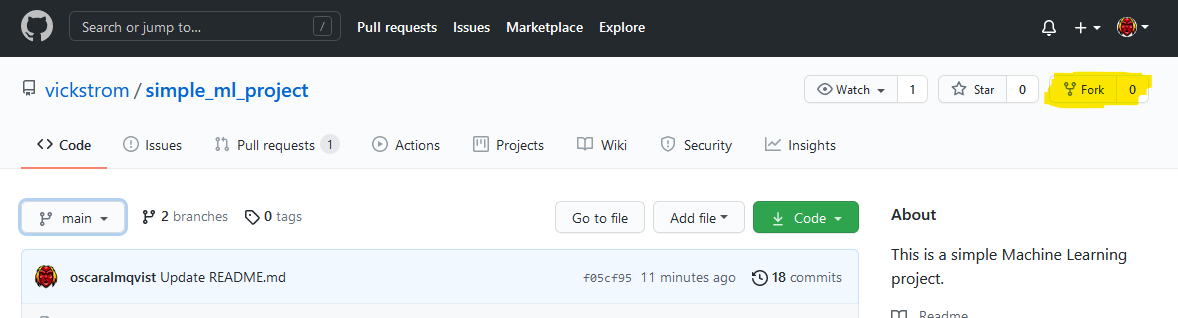 Search or jump to... / Pull requests Issues Marketplace Explore
vickstrom / simple_ml_project Watch 1 Star 0 Fork 0
Code Issues Pull requests 1 Actions Projects Wiki Security Insights
main 2 branches 0 tags Go to file Add file Code About
This is a simple Machine Learning
oscaralmqvist Update README.md f05cf95 11 minutes ago 18 commits project.
Readme